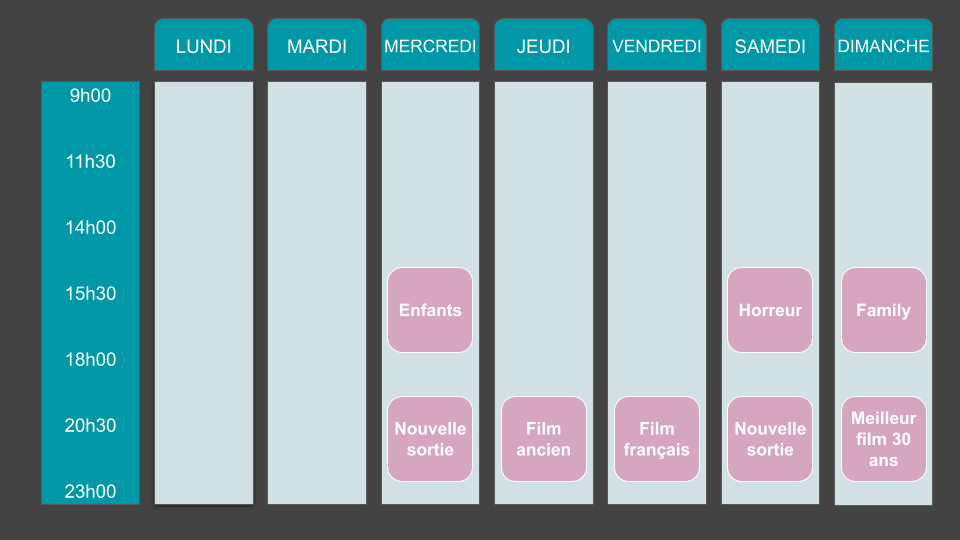 LUNDI
MARDI
MERCREDI
JEUDI
VENDREDI
SAMEDI
DIMANCHE
9h00
11h30
14h00
15h30
18h00
20h30
23h00
Enfants
Horreur
Family
Nouvelle
sortie
Film
ancien
Film
français
Nouvelle
sortie
Meilleur
film 30
ans